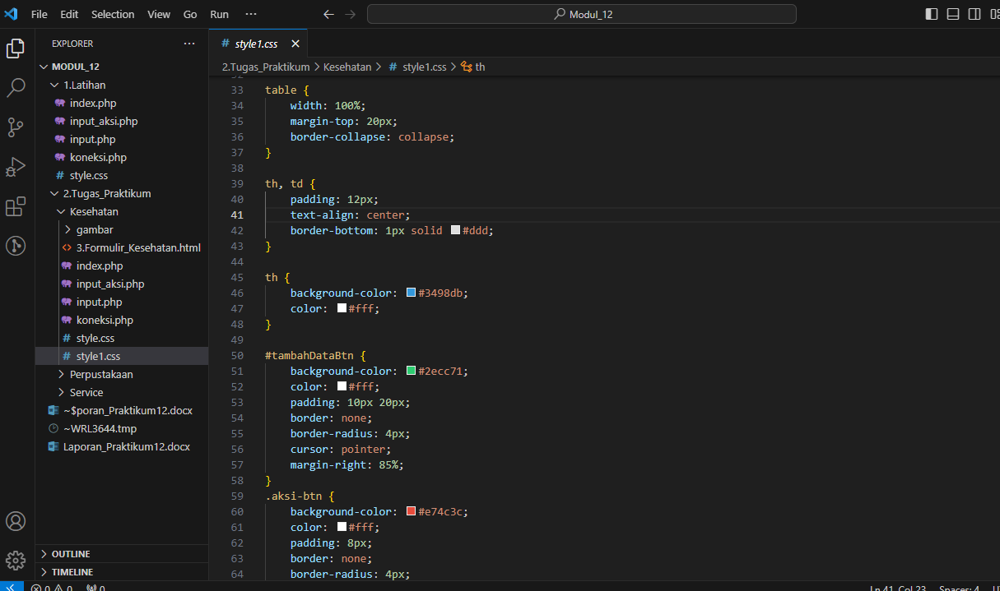 File Edit Selection View Go Run ···
Modul_12
EXPLORER ···
MODUL_12
1.Latihan
index.php
input_aksi.php
input.php
koneksi.php
# style.css
2.Tugas_Praktikum
Kesehatan
gambar
<> 3.Formulir_Kesehatan.html
index.php
input_aksi.php
input.php
koneksi.php
# style.css
# style1.css
Perpustakaan
Service
~$poran_Praktikum12.docx
~WRL3644.tmp
Laporan_Praktikum12.docx
OUTLINE
TIMELINE
# style1.css ×
2.Tugas_Praktikum > Kesehatan > # style1.css > th
32
33 table {
34 width: 100%;
35 margin-top: 20px;
36 border-collapse: collapse;
37 }
38
39 th, td {
40 padding: 12px;
41 text-align: center;
42 border-bottom: 1px solid #ddd;
43 }
44
45 th {
46 background-color: #3498db;
47 color: #fff;
48 }
49
50 #tambahDataBtn {
51 background-color: #2ecc71;
52 color: #fff;
53 padding: 10px 20px;
54 border: none;
55 border-radius: 4px;
56 cursor: pointer;
57 margin-right: 85%;
58 }
59 .aksi-btn {
60 background-color: #e74c3c;
61 color: #fff;
62 padding: 8px;
63 border: none;
64 border-radius: 4px;
0 0 0
Ln 41, Col 23 Spaces: 4